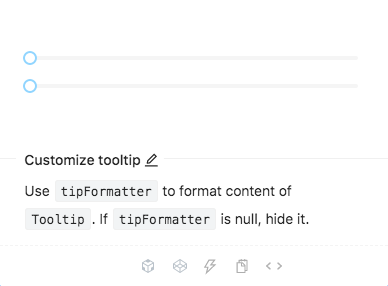 Customize tooltip
Use tipFormatter to format content of
Tooltip. If tipFormatter is null, hide it.